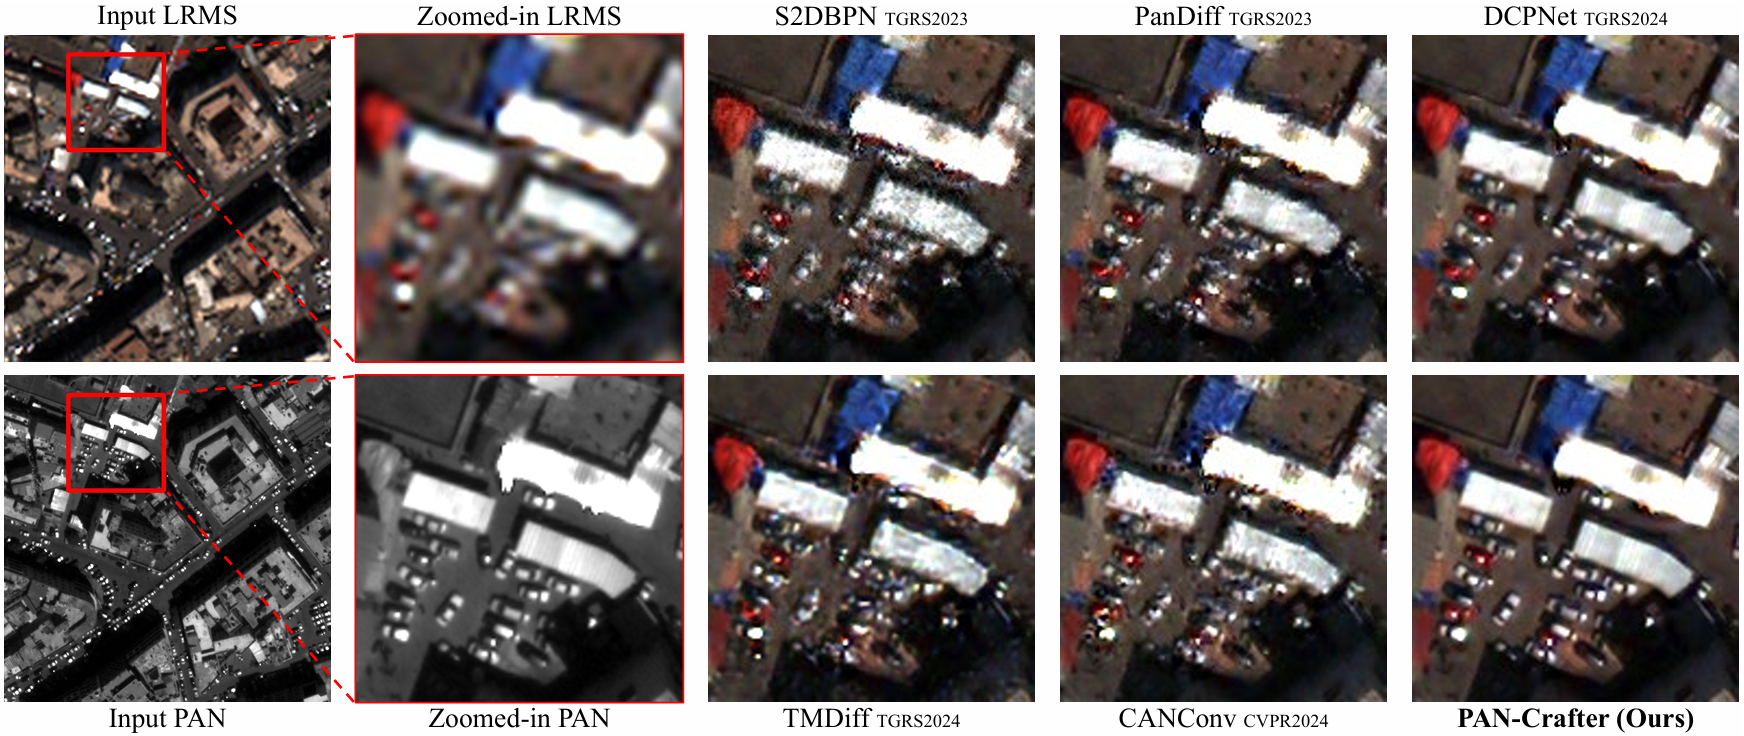 Input LRMS
Zoomed-in LRMS
S2DBPN TGRS2023
PanDiff TGRS2023
DCPNet TGRS2024
Input PAN
Zoomed-in PAN
TMDiff TGRS2024
CANConv CVPR2024
PAN-Crafter (Ours)